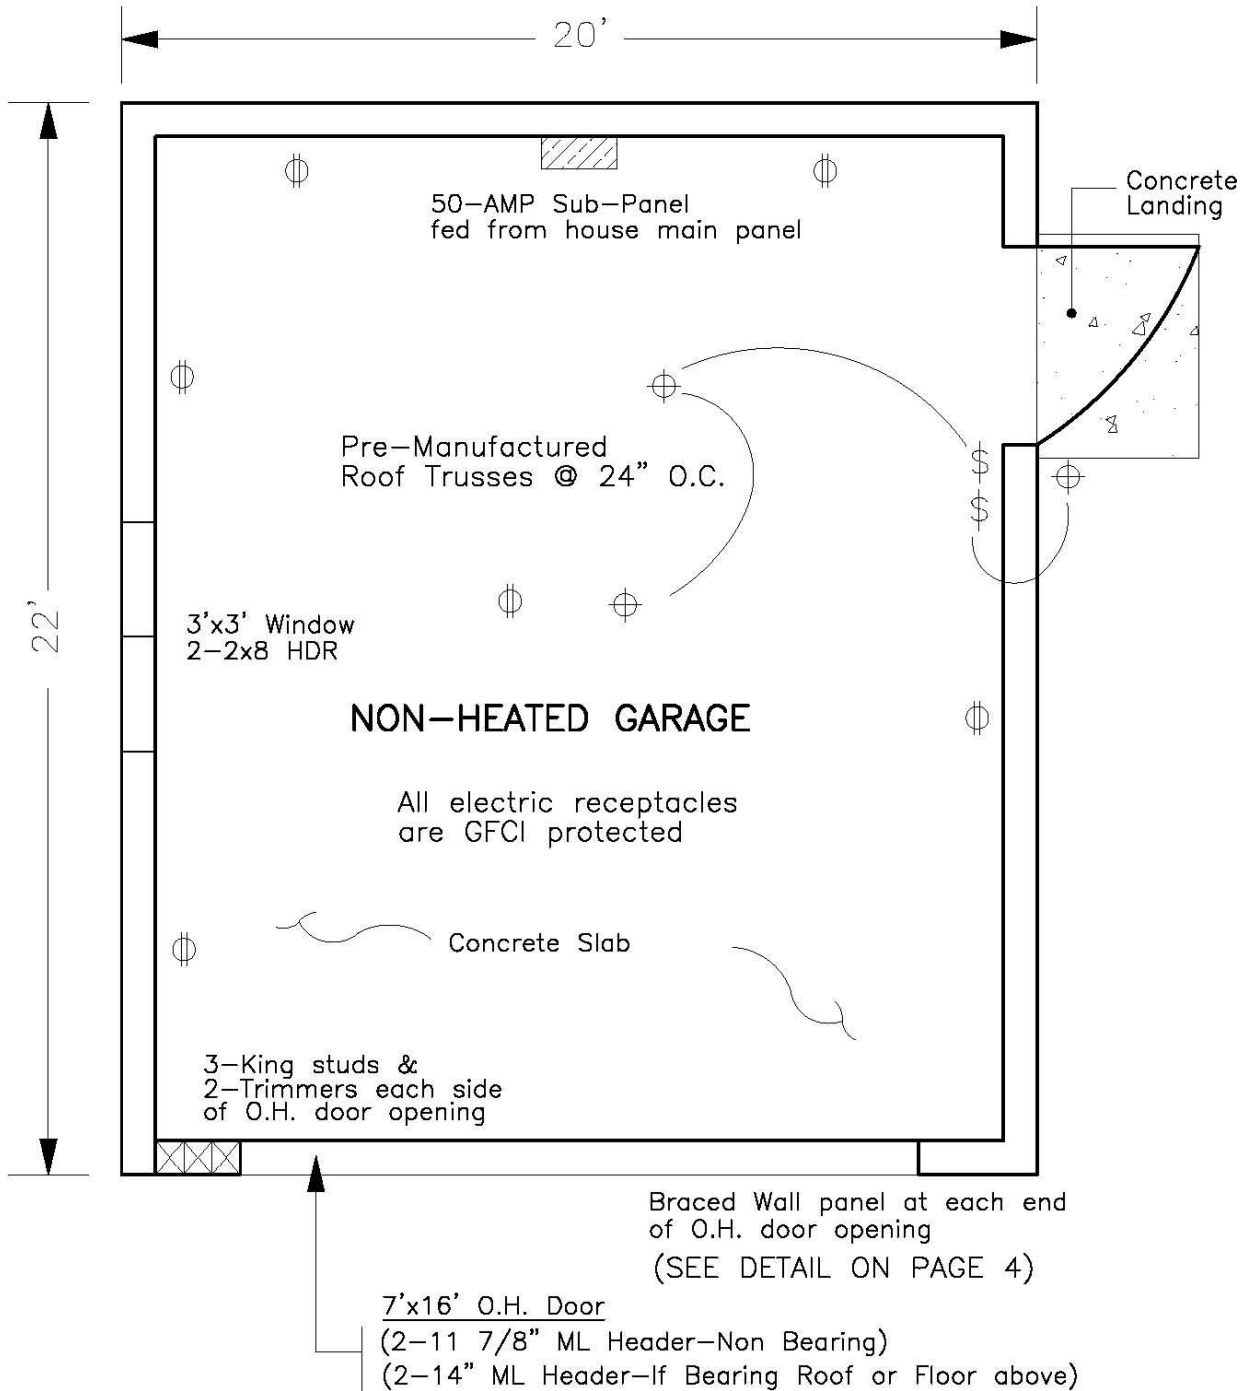 20'
Concrete
Landing
50-AMP Sub-Panel
fed from house main panel
Pre-Manufactured
Roof Trusses @ 24" O.C.
$
$
22'
3'x3' Window
2-2x8 HDR
NON-HEATED GARAGE
All electric receptacles
are GFCI protected
Concrete Slab
3-King studs &
2-Trimmers each side
of O.H. door opening
Braced Wall panel at each end
of O.H. door opening
(SEE DETAIL ON PAGE 4)
7'x16' O.H. Door
(2-11 7/8" ML Header-Non Bearing)
(2-14" ML Header-If Bearing Roof or Floor above)